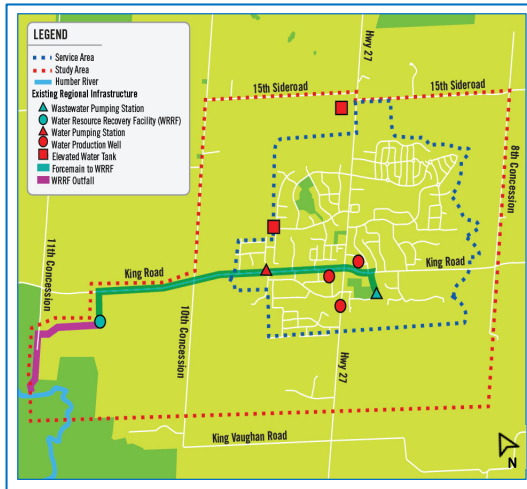 LEGEND
Service Area
Study Area
Humber River
Existing Regional Infrastructure
Wastewater Pumping Station
Water Resource Recovery Facility (WRRF)
Water Pumping Station
Water Production Well
Elevated Water Tank
Forcemain to WRRF
WRRF Outfall
Hwy 27
15th Sideroad
15th Sideroad
8th Concession
11th Concession
King Road
King Road
10th Concession
Hwy 27
King Vaughan Road
N